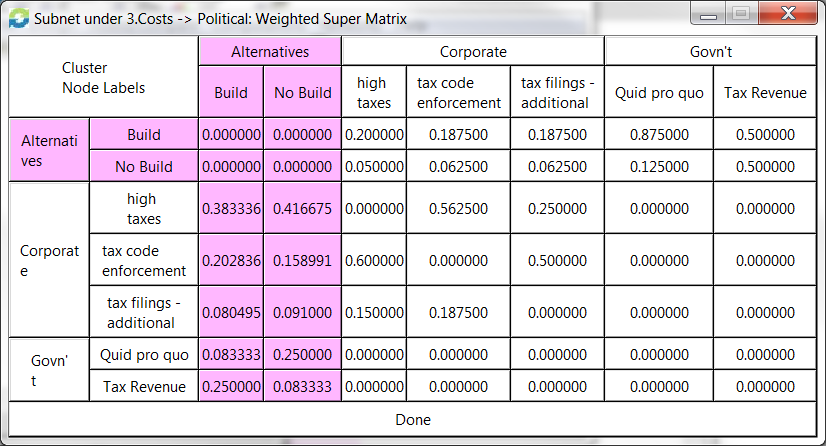 Subnet under 3.Costs -> Political: Weighted Super Matrix
Cluster
Node Labels
Alternatives Corporate Govn't
Build No Build high
taxes tax code
enforcement tax filings -
additional Quid pro quo Tax Revenue
Alternati
ves
Build 0.000000 0.000000 0.200000 0.187500 0.187500 0.875000 0.500000
No Build 0.000000 0.000000 0.050000 0.062500 0.062500 0.125000 0.500000
Corporat
e
high
taxes 0.383336 0.416675 0.000000 0.562500 0.250000 0.000000 0.000000
tax code
enforcement 0.202836 0.158991 0.600000 0.000000 0.500000 0.000000 0.000000
tax filings -
additional 0.080495 0.091000 0.150000 0.187500 0.000000 0.000000 0.000000
Govn'
t
Quid pro quo 0.083333 0.250000 0.000000 0.000000 0.000000 0.000000 0.000000
Tax Revenue 0.250000 0.083333 0.000000 0.000000 0.000000 0.000000 0.000000
Done